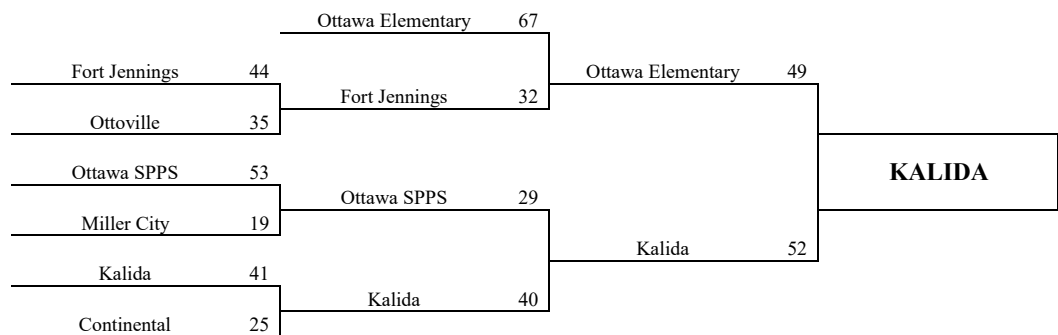 Ottawa Elementary 67
Fort Jennings 44
Ottawa Elementary 49
Fort Jennings 32
Ottoville 35
Ottawa SPPS 53
KALIDA
Ottawa SPPS 29
Miller City 19
Kalida 52
Kalida 41
Kalida 40
Continental 25